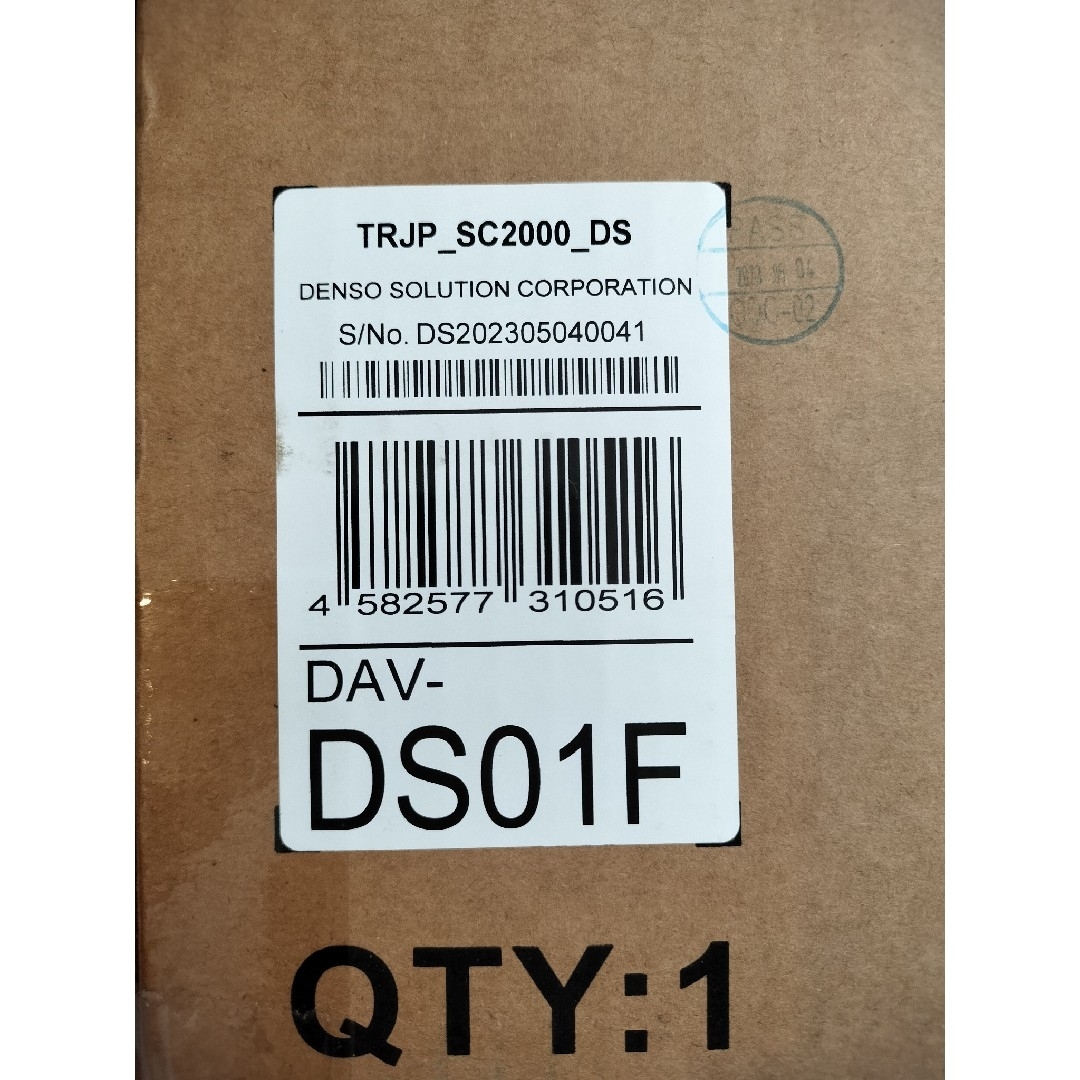 TRJP_SC2000_DS
DENSO SOLUTION CORPORATION
S/No. DS202305040041
4 582577 310516
DAV-
DS01F
QTY:1